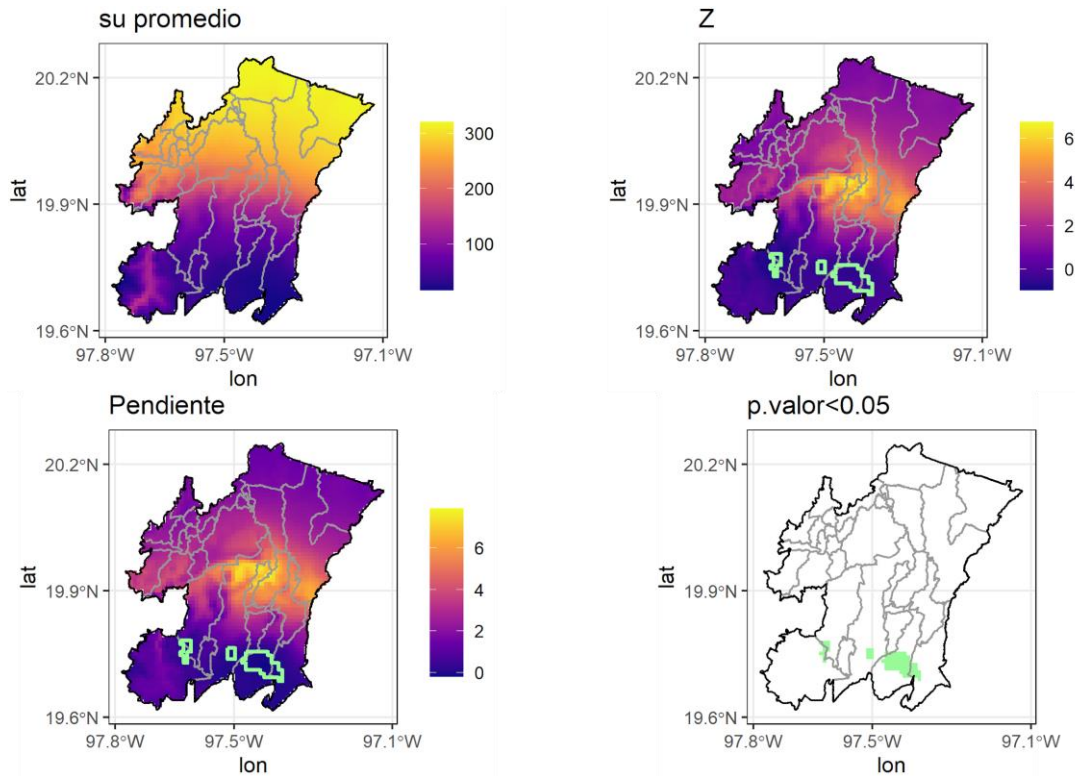 su promedio
20.2°N
19.9°N
19.6°N
lat
97.8°W
97.5°W
97.1°W
lon
300
200
100
Z
20.2°N
19.9°N
19.6°N
lat
97.8°W
97.5°W
97.1°W
lon
6
4
2
0
Pendiente
20.2°N
19.9°N
19.6°N
lat
97.8°W
97.5°W
97.1°W
lon
6
4
2
0
p.valor<0.05
20.2°N
19.9°N
19.6°N
lat
97.8°W
97.5°W
97.1°W
lon